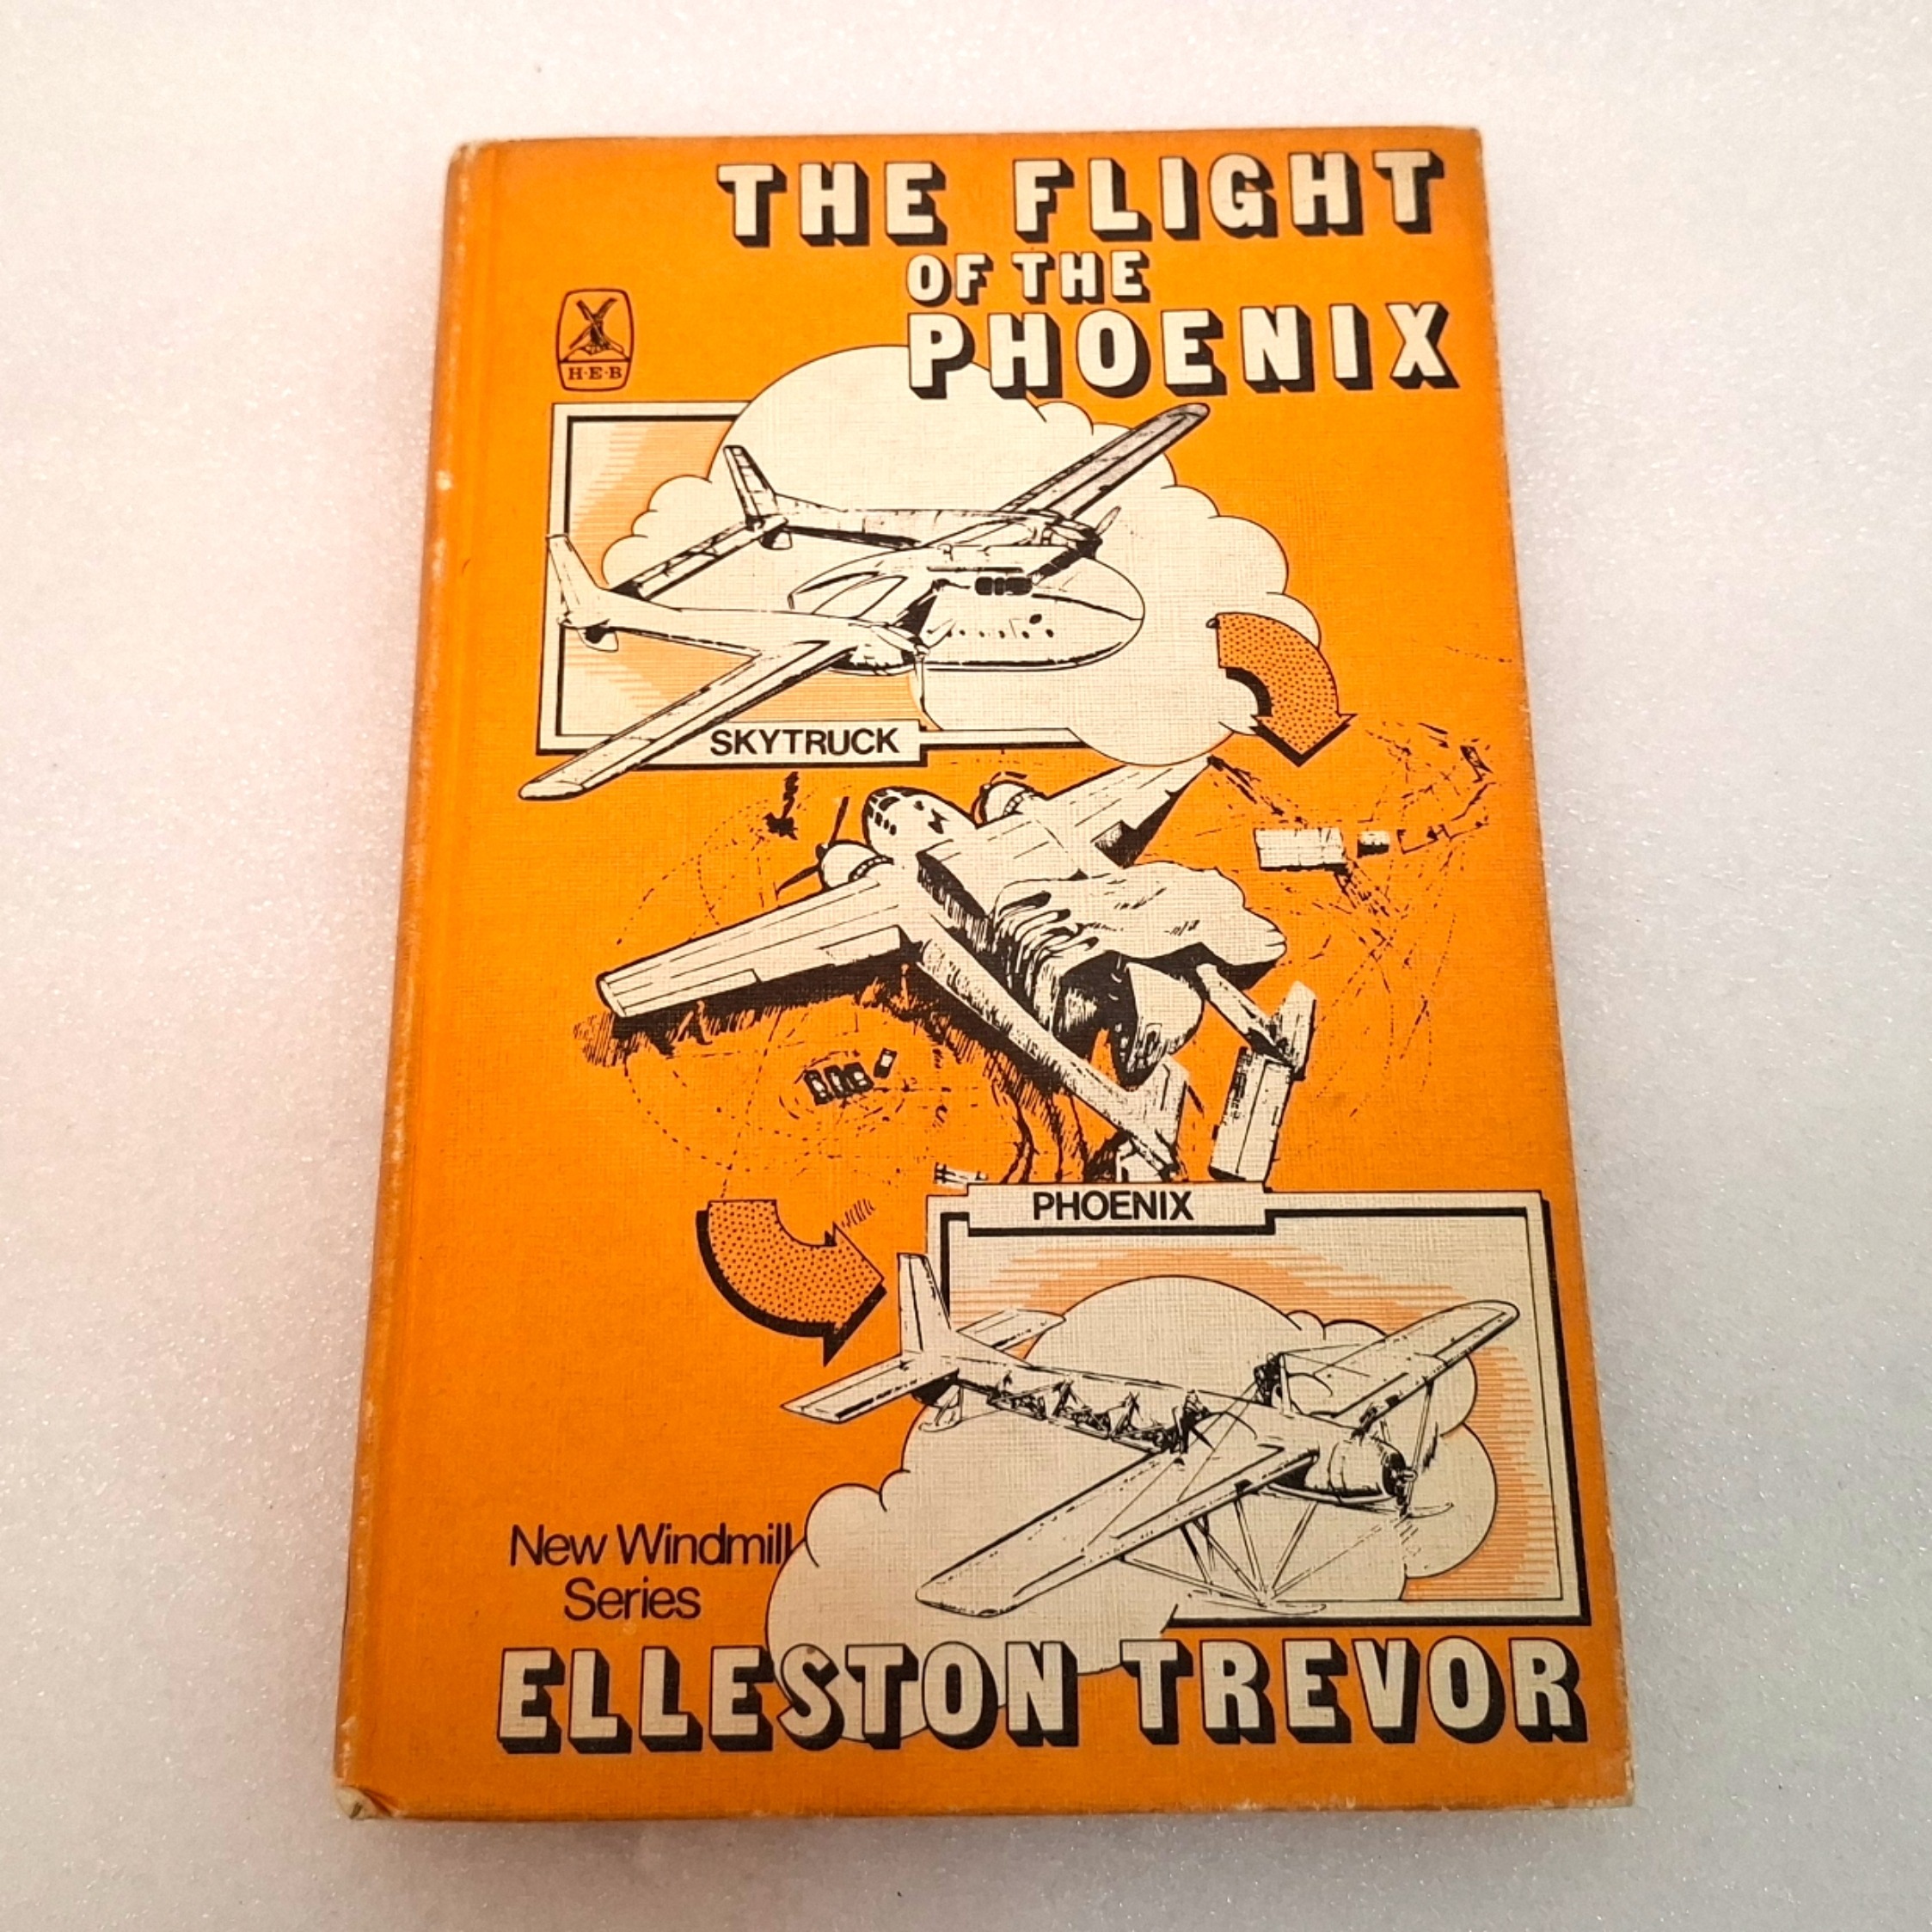 THE FLIGHT
OF THE
PHOENIX
H·E·B
SKYTRUCK
PHOENIX
New Windmill
Series
ELLESTON TREVOR